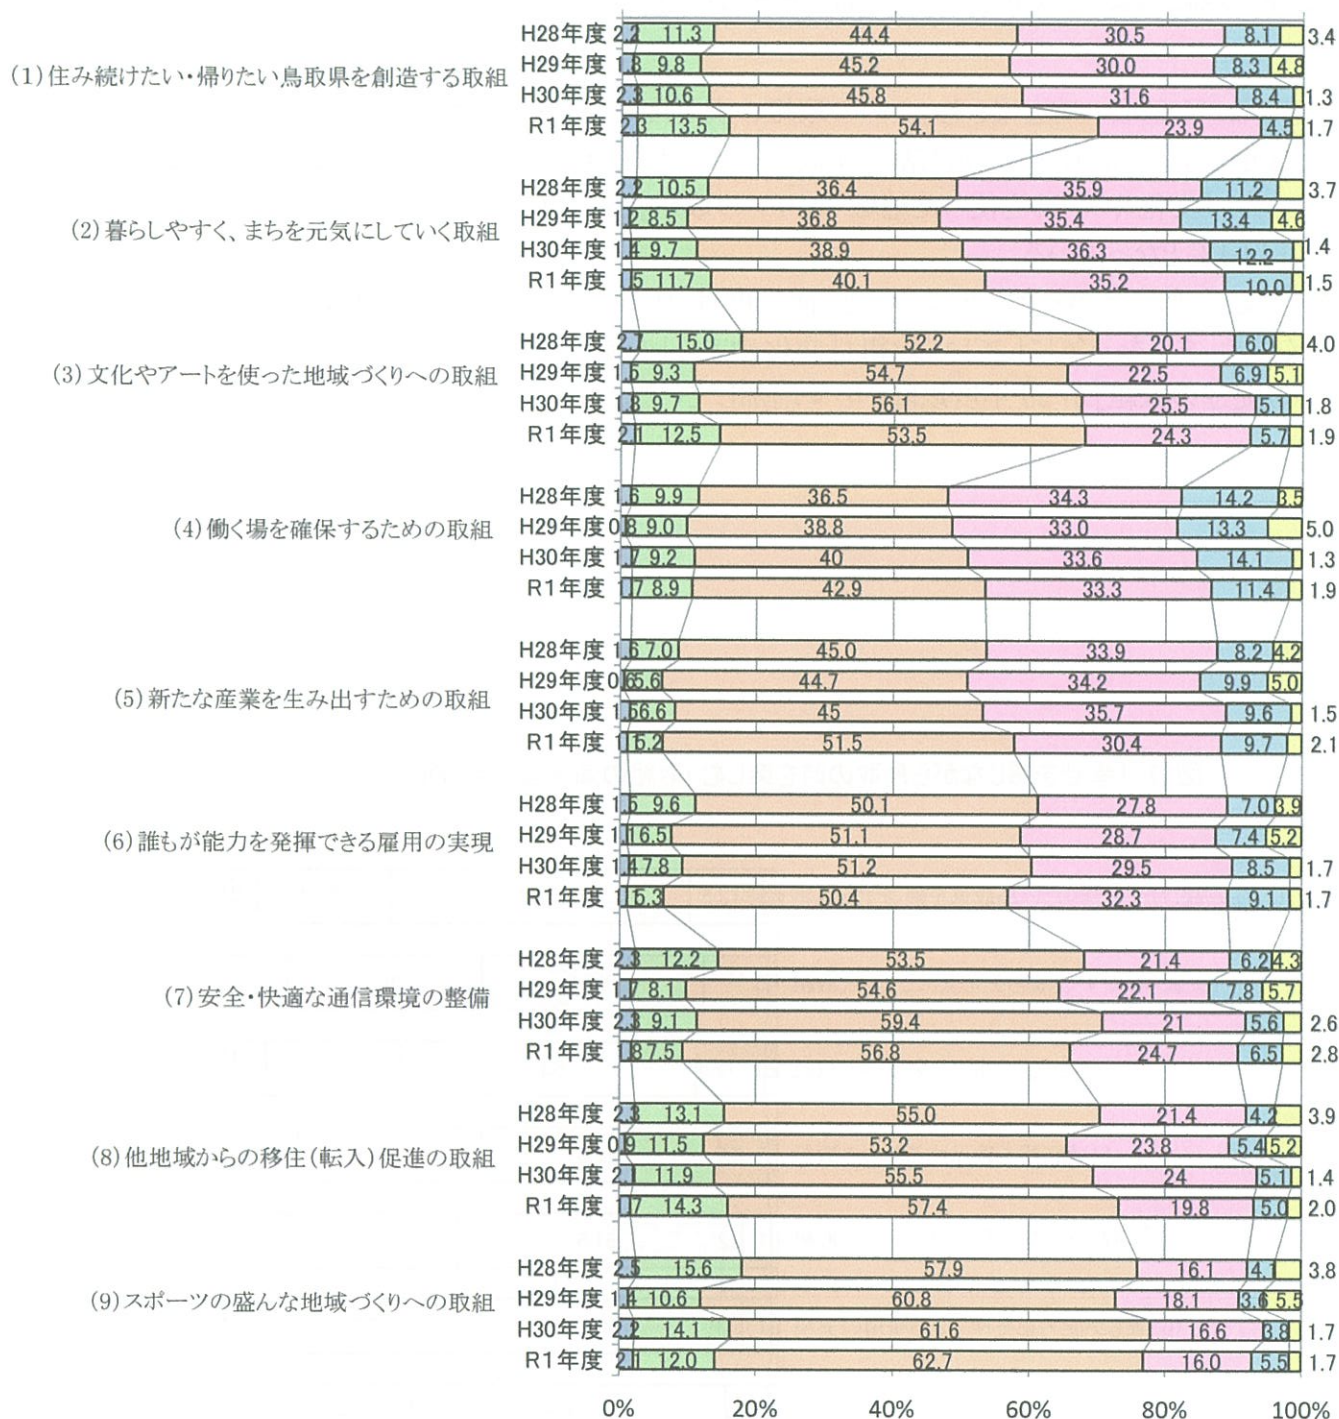 H28年度 2.2 11.3 44.4 30.5 8.1 3.4
(1)住み続けたい・帰りたい鳥取県を創造する取組
H29年度 1.8 9.8 45.2 30.0 8.3 4.8
H30年度 2.3 10.6 45.8 31.6 8.4 1.3
R1年度 2.3 13.5 54.1 23.9 4.5 1.7
H28年度 2.2 10.5 36.4 35.9 11.2 3.7
(2)暮らしやすく、まちを元気にしていく取組
H29年度 1.2 8.5 36.8 35.4 13.4 4.6
H30年度 1.4 9.7 38.9 36.3 12.2 1.4
R1年度 1.5 11.7 40.1 35.2 10.0 1.5
H28年度 2.7 15.0 52.2 20.1 6.0 4.0
(3)文化やアートを使った地域づくりへの取組
H29年度 1.5 9.3 54.7 22.5 6.9 5.1
H30年度 1.8 9.7 56.1 25.5 5.1 1.8
R1年度 2.1 12.5 53.5 24.3 5.7 1.9
H28年度 1.6 9.9 36.5 34.3 14.2 3.5
(4)働く場を確保するための取組
H29年度 0.8 9.0 38.8 33.0 13.3 5.0
H30年度 1.7 9.2 40 33.6 14.1 1.3
R1年度 1.7 8.9 42.9 33.3 11.4 1.9
H28年度 1.6 7.0 45.0 33.9 8.2 4.2
(5)新たな産業を生み出すための取組
H29年度 0.6 5.6 44.7 34.2 9.9 5.0
H30年度 1.5 6.6 45 35.7 9.6 1.5
R1年度 1.1 5.2 51.5 30.4 9.7 2.1
H28年度 1.5 9.6 50.1 27.8 7.0 3.9
(6)誰もが能力を発揮できる雇用の実現
H29年度 1.1 6.5 51.1 28.7 7.4 5.2
H30年度 1.4 7.8 51.2 29.5 8.5 1.7
R1年度 1.1 5.3 50.4 32.3 9.1 1.7
H28年度 2.3 12.2 53.5 21.4 6.2 4.3
(7)安全・快適な通信環境の整備
H29年度 1.7 8.1 54.6 22.1 7.8 5.7
H30年度 2.3 9.1 59.4 21 5.6 2.6
R1年度 1.8 7.5 56.8 24.7 6.5 2.8
H28年度 2.3 13.1 55.0 21.4 4.2 3.9
(8)他地域からの移住(転入)促進の取組
H29年度 0.9 11.5 53.2 23.8 5.4 5.2
H30年度 2.1 11.9 55.5 24 5.1 1.4
R1年度 1.7 14.3 57.4 19.8 5.0 2.0
H28年度 2.5 15.6 57.9 16.1 4.1 3.8
(9)スポーツの盛んな地域づくりへの取組
H29年度 1.4 10.6 60.8 18.1 3.6 5.5
H30年度 2.2 14.1 61.6 16.6 3.8 1.7
R1年度 2.1 12.0 62.7 16.0 5.5 1.7
0% 20% 40% 60% 80% 100%